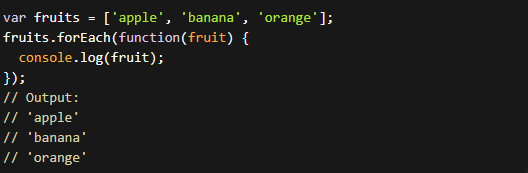 var fruits = ['apple', 'banana', 'orange'];
fruits.forEach(function(fruit) {
  console.log(fruit);
});
// Output:
// 'apple'
// 'banana'
// 'orange'